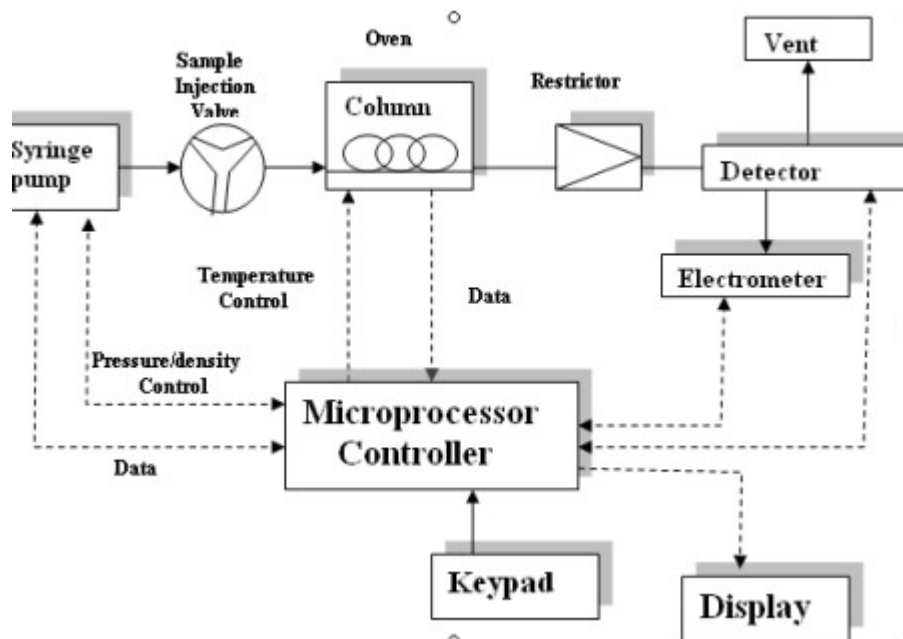 Oven
Vent
Sample
Injection
Valve
Restrictor
Column
Syringe
pump
Detector
Temperature
Control
Data
Electrometer
Pressure/density
Control
Microprocessor
Controller
Data
Keypad
Display